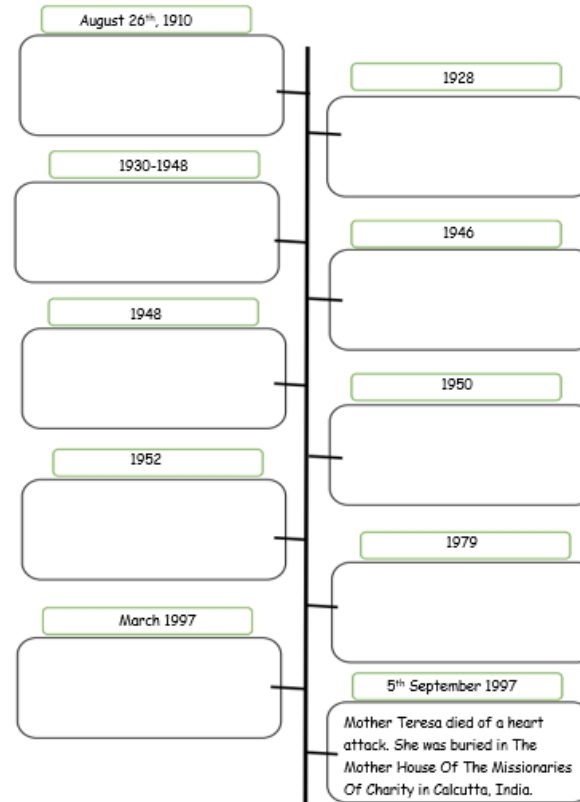 August 26th, 1910
1928
1930-1948
1946
1948
1950
1952
1979
March 1997
5th September 1997
Mother Teresa died of a heart
attack. She was buried in The
Mother House Of The Missionaries
Of Charity in Calcutta, India.